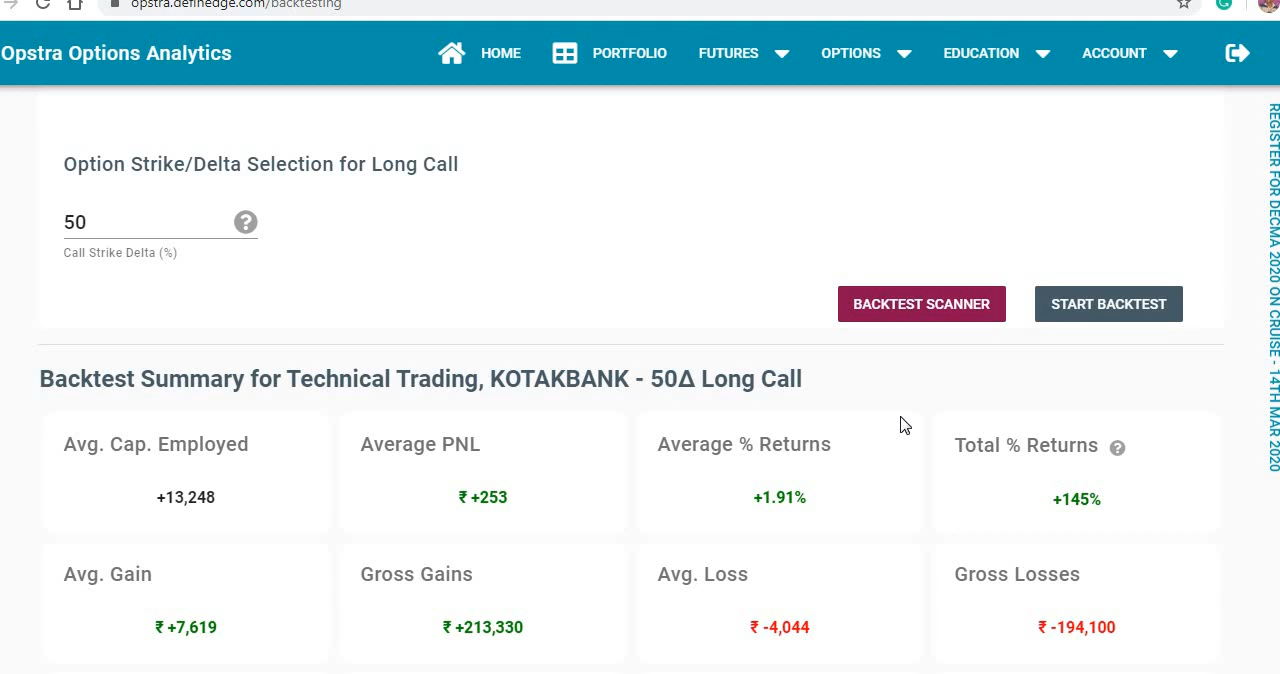 opstra.definedge.com/backtesting
Opstra Options Analytics
HOME
PORTFOLIO
FUTURES
OPTIONS
EDUCATION
ACCOUNT
REGISTER FOR DECMA 2020 ON CRUISE - 14TH MAR 2020
Option Strike/Delta Selection for Long Call
50
?
Call Strike Delta (%)
BACKTEST SCANNER
START BACKTEST
Backtest Summary for Technical Trading, KOTAKBANK - 50Δ Long Call
Avg. Cap. Employed
+13,248
Average PNL
₹ +253
Average % Returns
+1.91%
Total % Returns ?
+145%
Avg. Gain
₹ +7,619
Gross Gains
₹ +213,330
Avg. Loss
₹ -4,044
Gross Losses
₹ -194,100